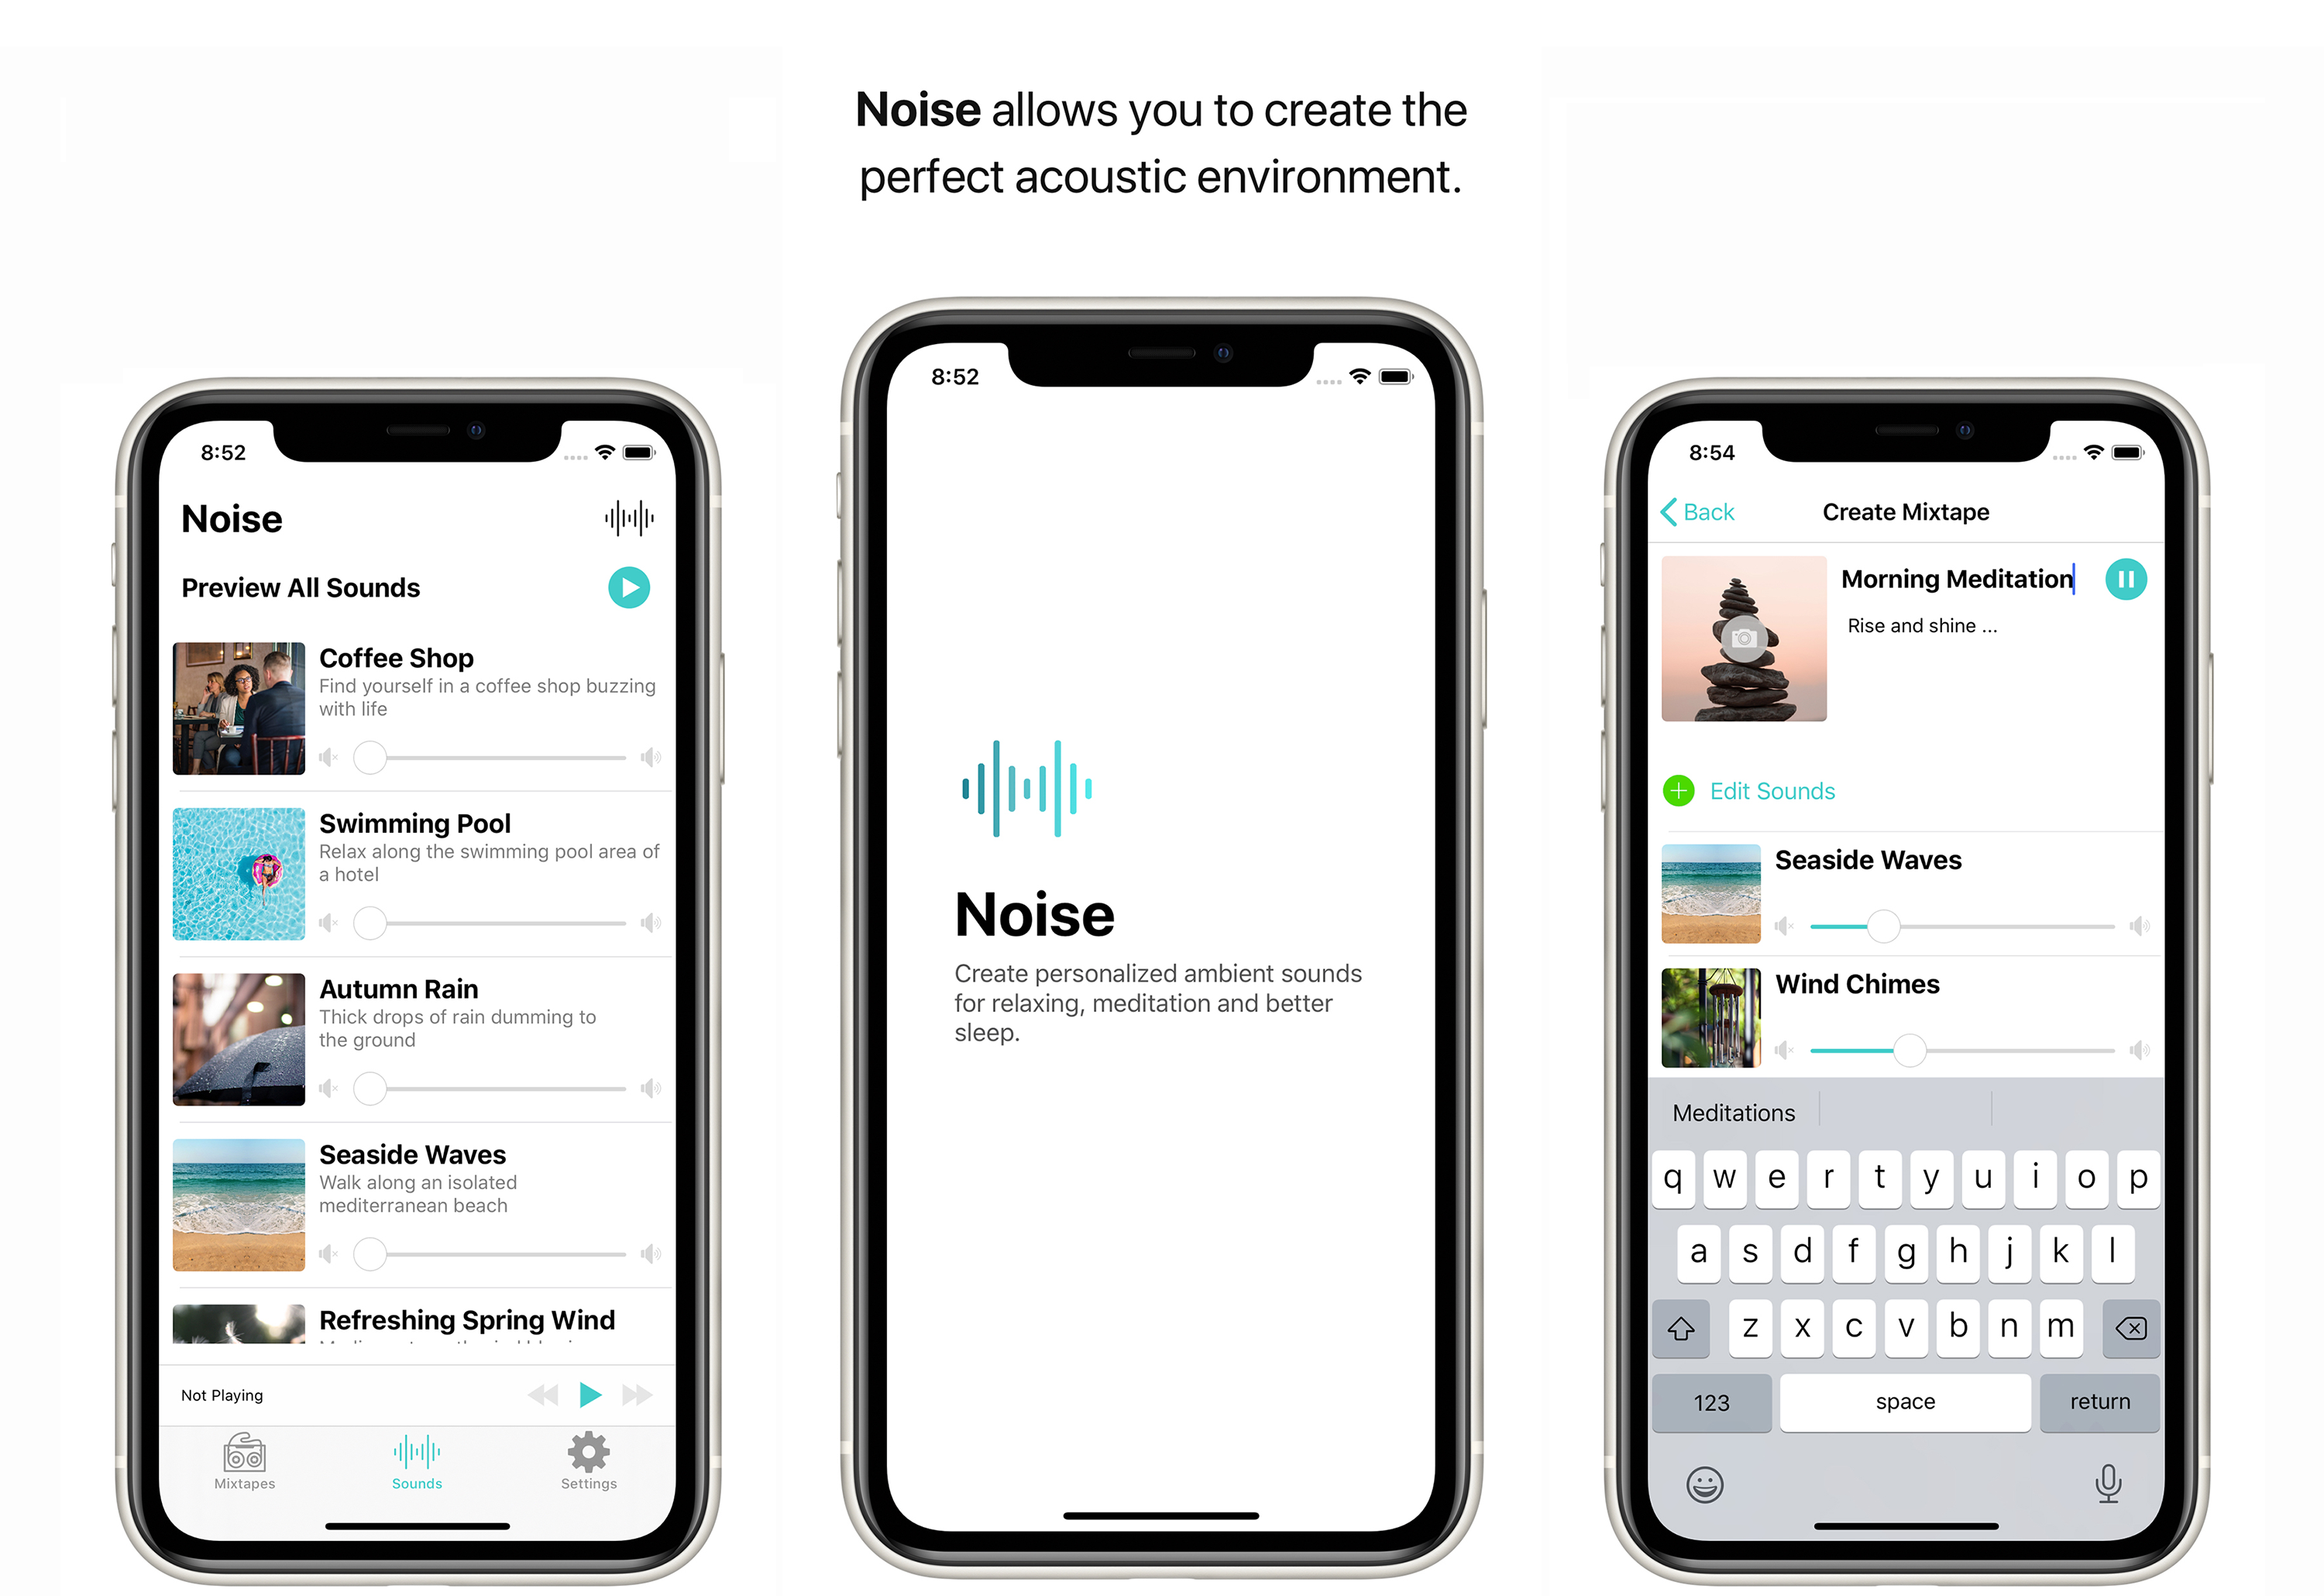 Noise allows you to create the
perfect acoustic environment.
8:52
Noise
Preview All Sounds
Coffee Shop
Find yourself in a coffee shop buzzing
with life
Swimming Pool
Relax along the swimming pool area of
a hotel
Autumn Rain
Thick drops of rain dumming to
the ground
Seaside Waves
Walk along an isolated
mediterranean beach
Refreshing Spring Wind
Not Playing
Mixtapes
Sounds
Settings
8:52
Noise
Create personalized ambient sounds
for relaxing, meditation and better
sleep.
8:54
Back
Create Mixtape
Morning Meditation
Rise and shine ...
Edit Sounds
Seaside Waves
Wind Chimes
Meditations
q w e r t y u i o p
a s d f g h j k l
z x c v b n m
123
space
return